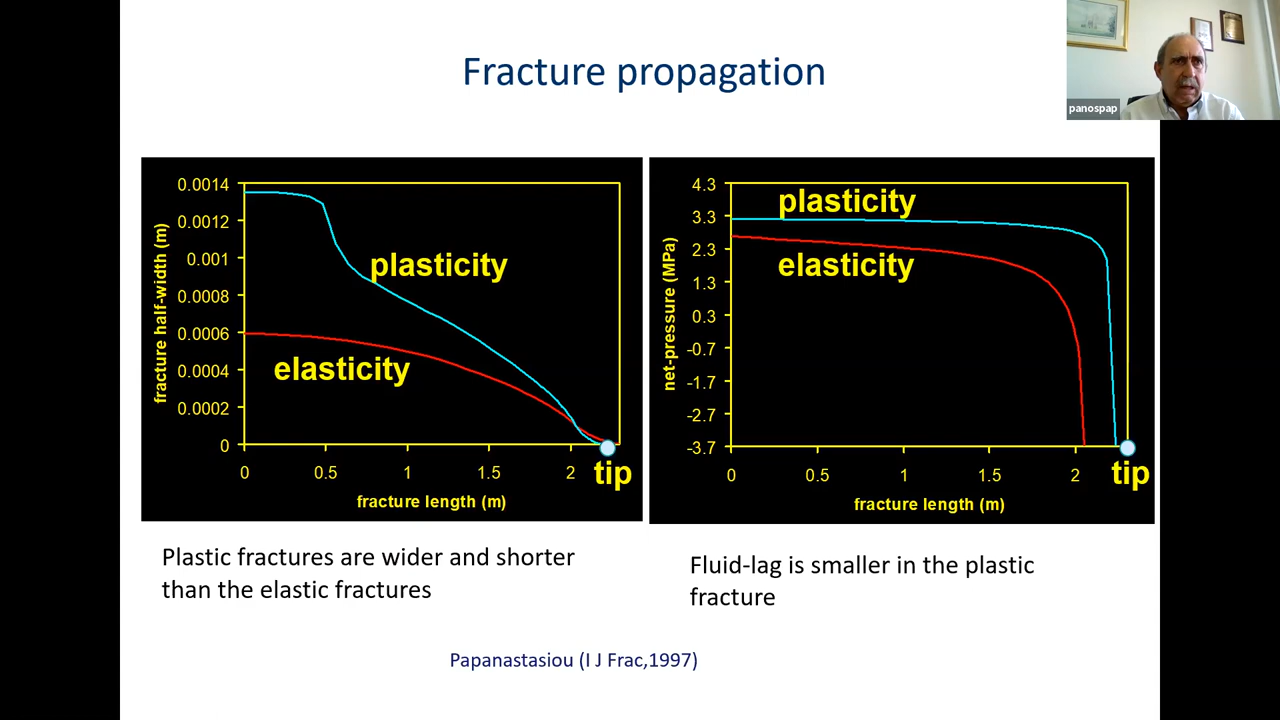 Fracture propagation
panospap
0.0014
0.0012
0.001
0.0008
0.0006
0.0004
0.0002
0
fracture half-width (m)
plasticity
elasticity
0 0.5 1 1.5 2 tip
fracture length (m)
4.3
3.3
2.3
1.3
0.3
-0.7
-1.7
-2.7
-3.7
net-pressure (MPa)
plasticity
elasticity
0 0.5 1 1.5 2 tip
fracture length (m)
Plastic fractures are wider and shorter
than the elastic fractures
Fluid-lag is smaller in the plastic
fracture
Papanastasiou (I J Frac,1997)